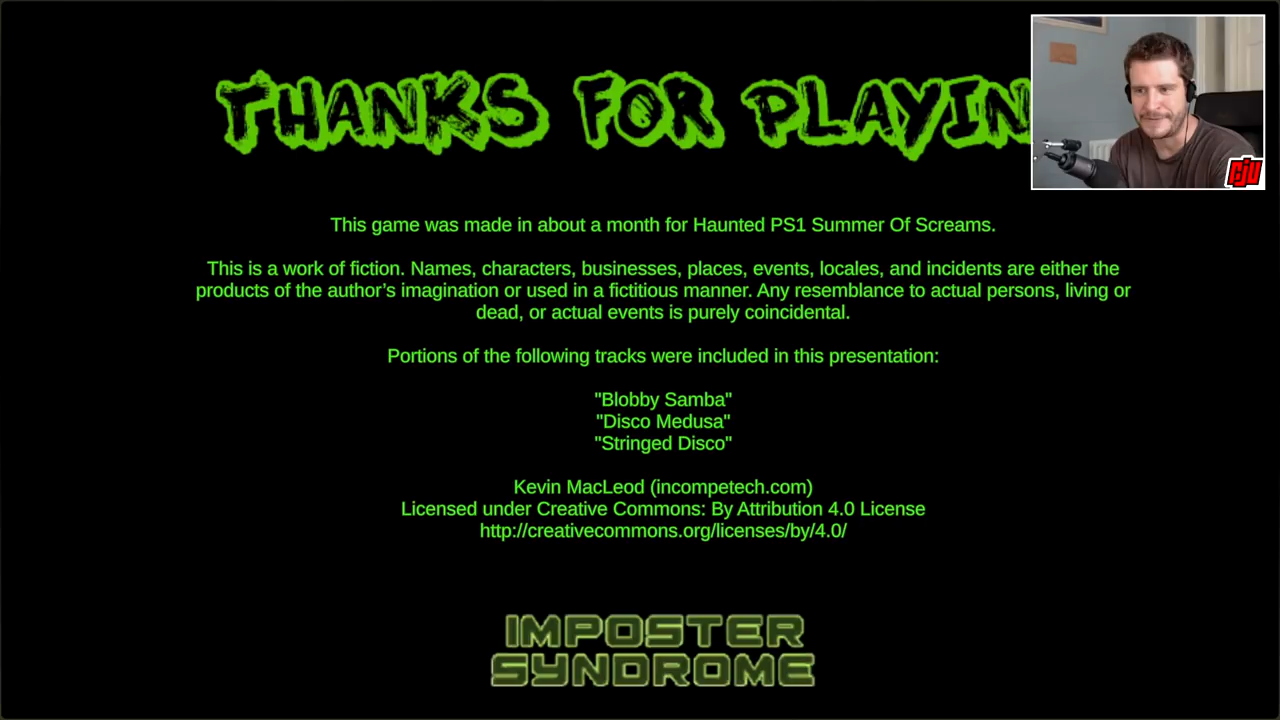 THANKS FOR PLAYIN
rju
This game was made in about a month for Haunted PS1 Summer Of Screams.
This is a work of fiction. Names, characters, businesses, places, events, locales, and incidents are either the
products of the author’s imagination or used in a fictitious manner. Any resemblance to actual persons, living or
dead, or actual events is purely coincidental.
Portions of the following tracks were included in this presentation:
"Blobby Samba"
"Disco Medusa"
"Stringed Disco"
Kevin MacLeod (incompetech.com)
Licensed under Creative Commons: By Attribution 4.0 License
http://creativecommons.org/licenses/by/4.0/
IMPOSTER
SYNDROME